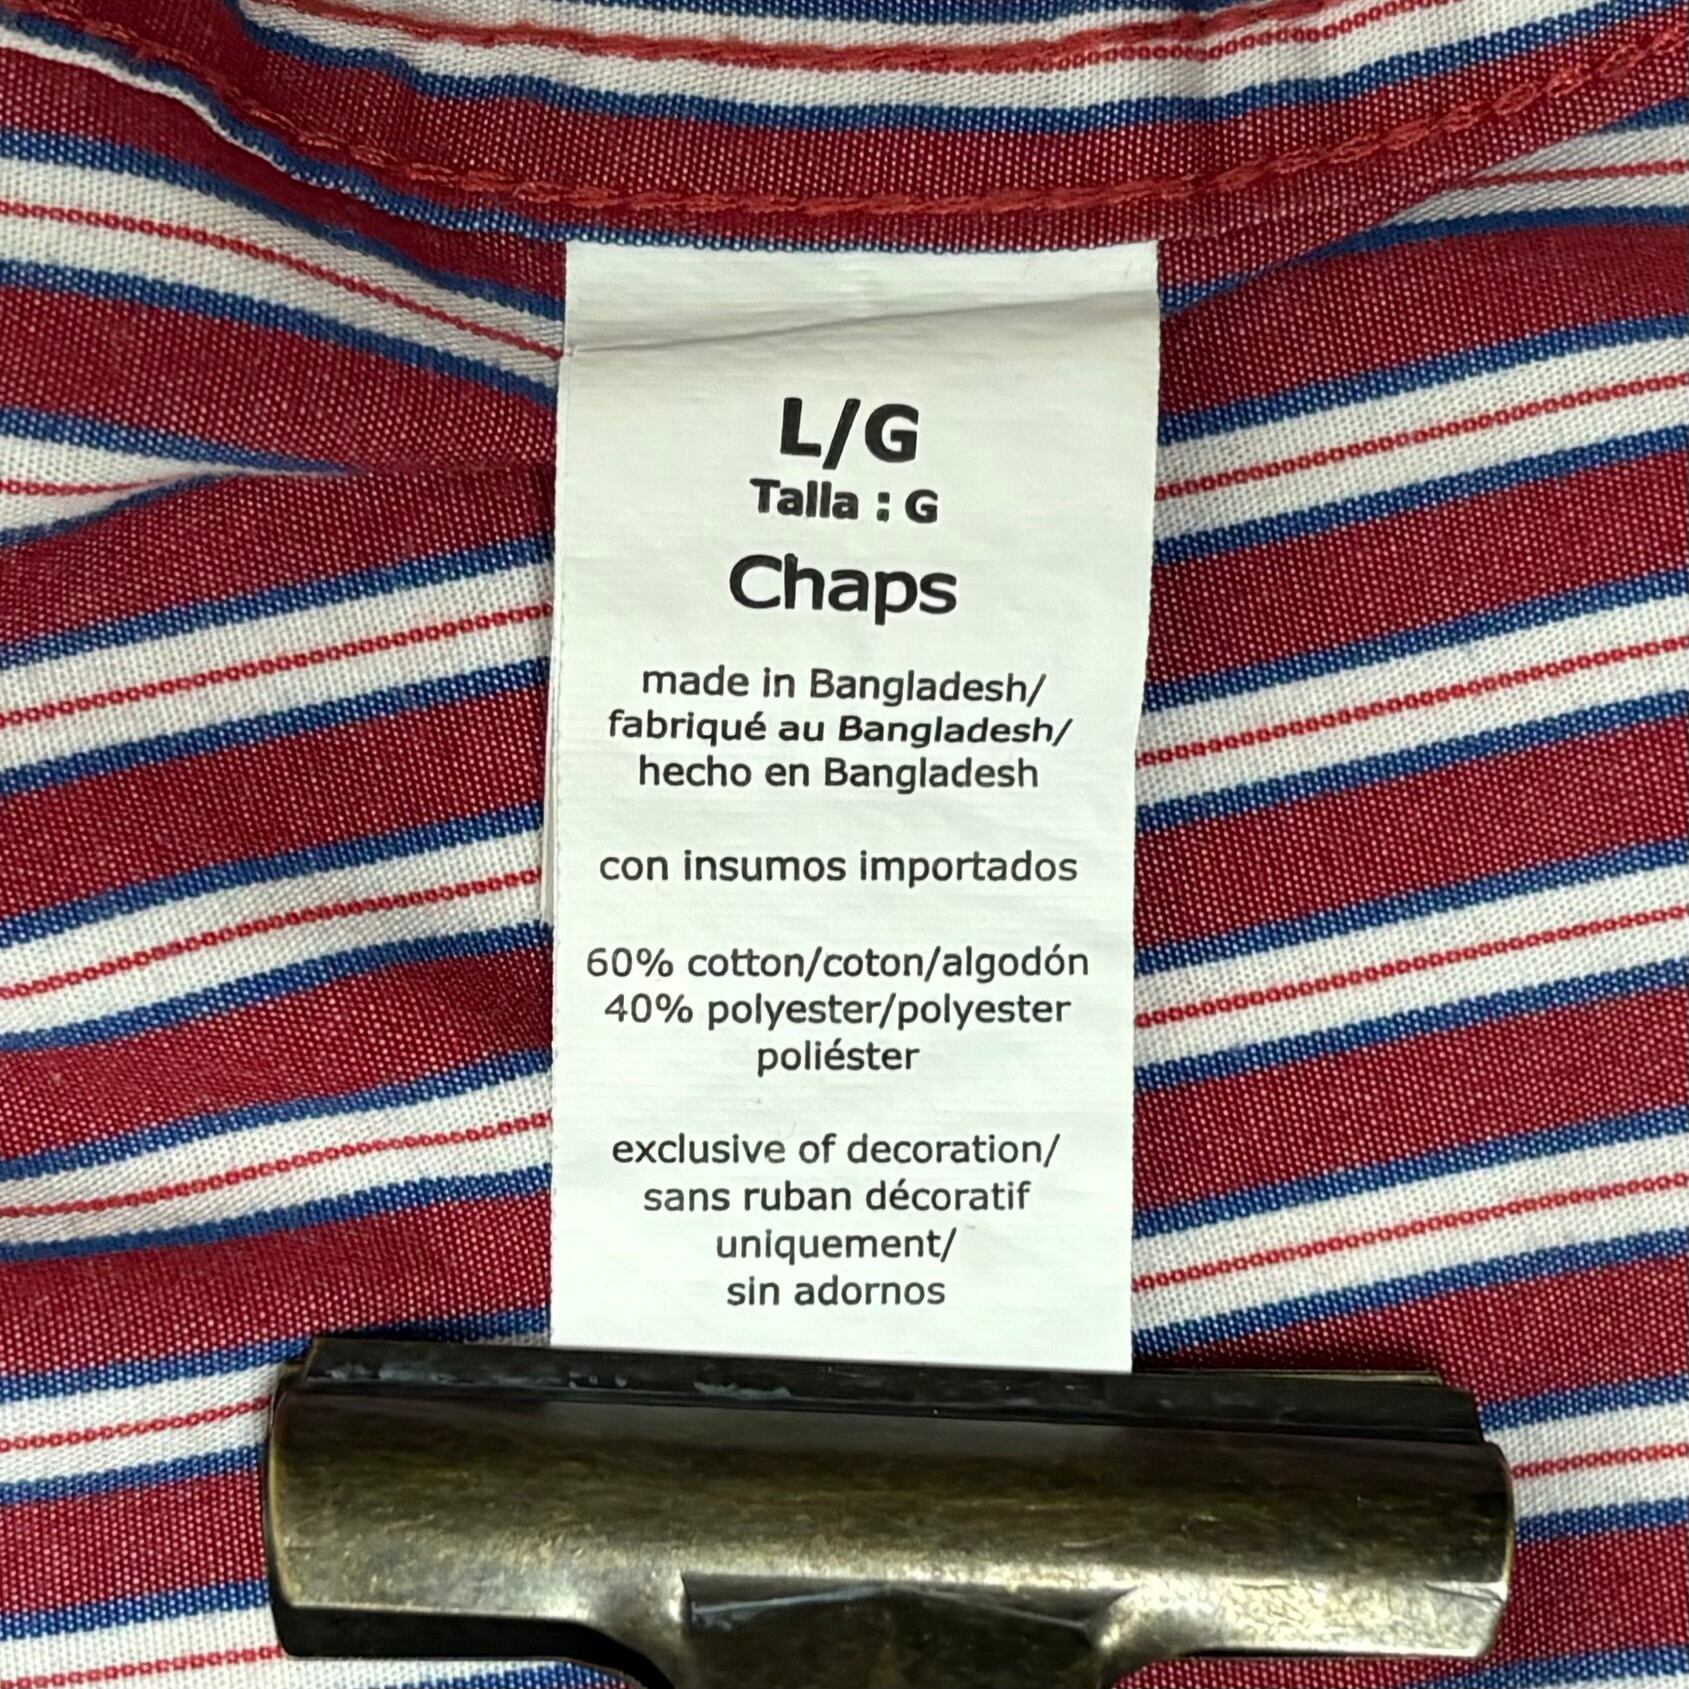 L/G
Talla : G
Chaps
made in Bangladesh/
fabriqué au Bangladesh/
hecho en Bangladesh
con insumos importados
60% cotton/coton/algodón
40% polyester/polyester
poliéster
exclusive of decoration/
sans ruban décoratif
uniquement/
sin adornos